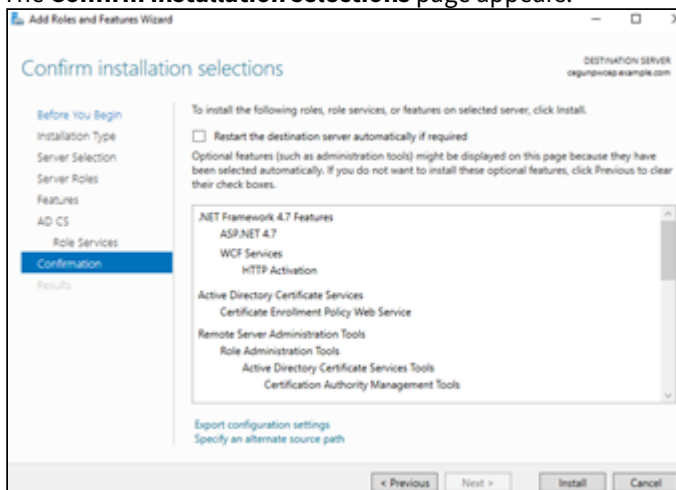 The Confirm installation selections page appears.
Add Roles and Features Wizard
Confirm installation selections
DESTINATION SERVER
cegunpwcep.example.com
Before You Begin
Installation Type
Server Selection
Server Roles
Features
AD CS
Role Services
Confirmation
Results
To install the following roles, role services, or features on selected server, click Install.
Restart the destination server automatically if required
Optional features (such as administration tools) might be displayed on this page because they have
been selected automatically. If you do not want to install these optional features, click Previous to clear
their check boxes.
.NET Framework 4.7 Features
ASP.NET 4.7
WCF Services
HTTP Activation
Active Directory Certificate Services
Certificate Enrollment Policy Web Service
Remote Server Administration Tools
Role Administration Tools
Active Directory Certificate Services Tools
Certification Authority Management Tools
Export configuration settings
Specify an alternate source path
< Previous
Next >
Install
Cancel